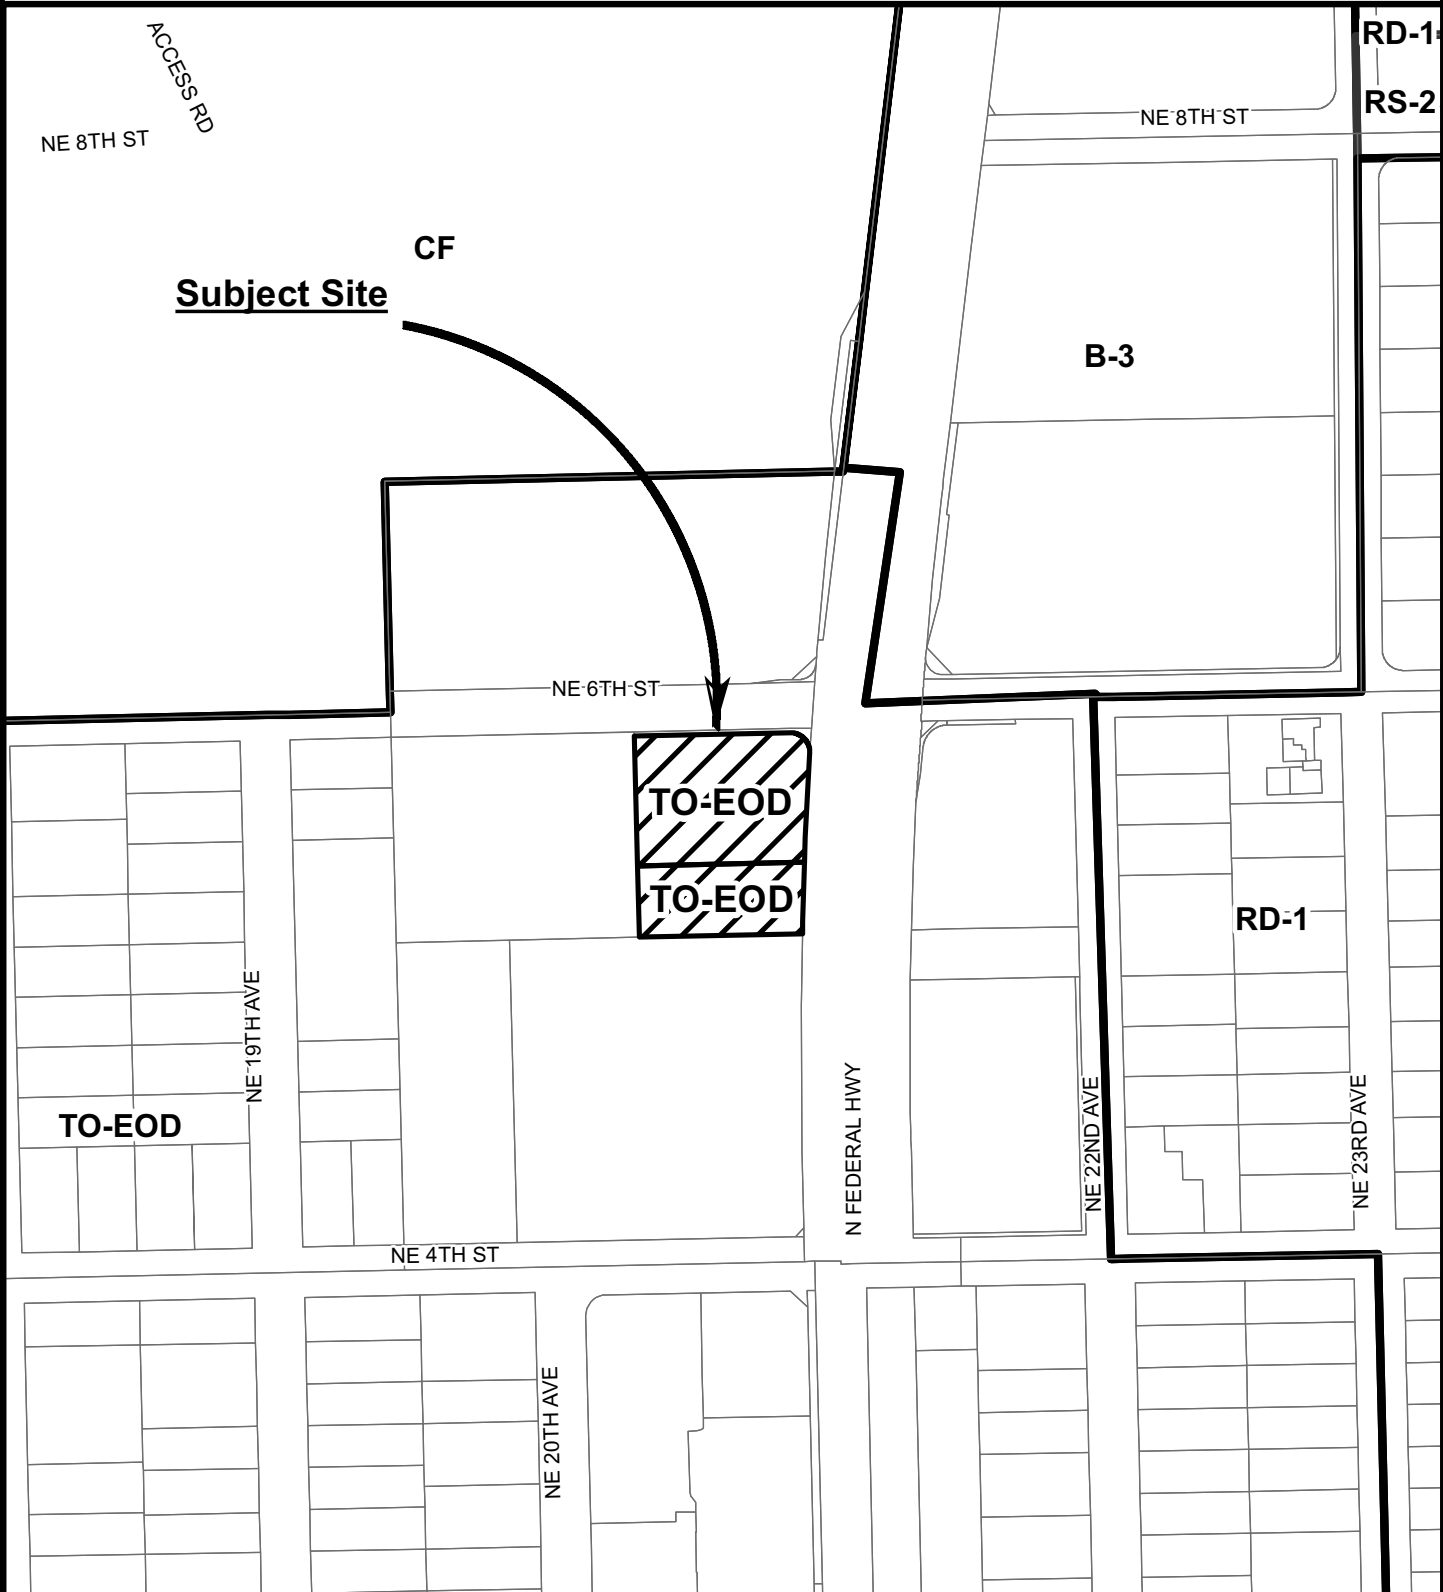 ACCESS RD
RD-1
RS-2
NE 8TH ST
NE 8TH ST
CF
Subject Site
B-3
NE 6TH ST
TO-EOD
TO-EOD
RD-1
NE 19TH AVE
TO-EOD
N FEDERAL HWY
NE 22ND AVE
NE 23RD AVE
NE 4TH ST
NE 20TH AVE